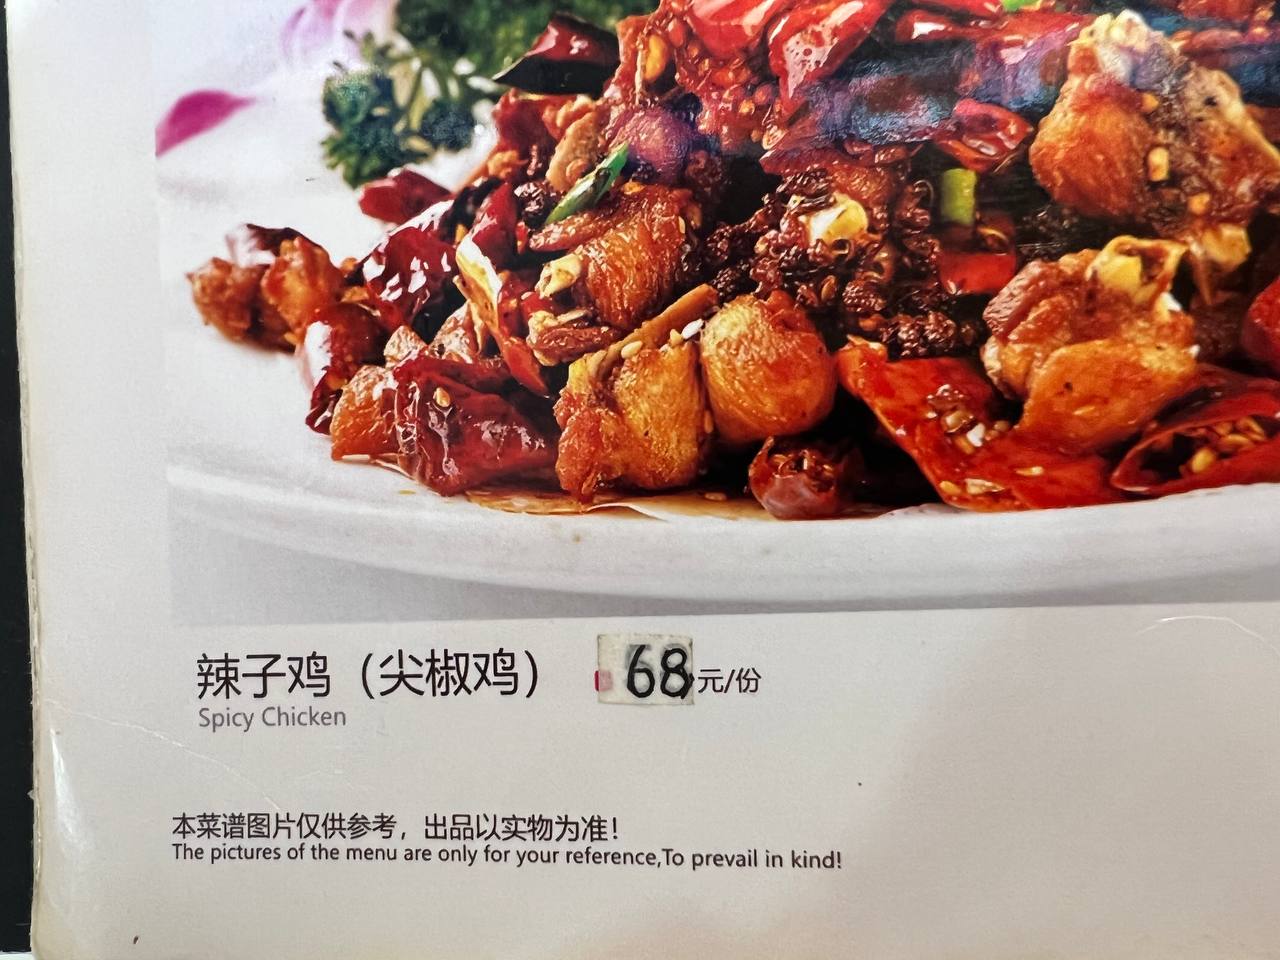 辣子鸡（尖椒鸡） 68元/份
Spicy Chicken
本菜谱图片仅供参考，出品以实物为准！
The pictures of the menu are only for your reference,To prevail in kind!